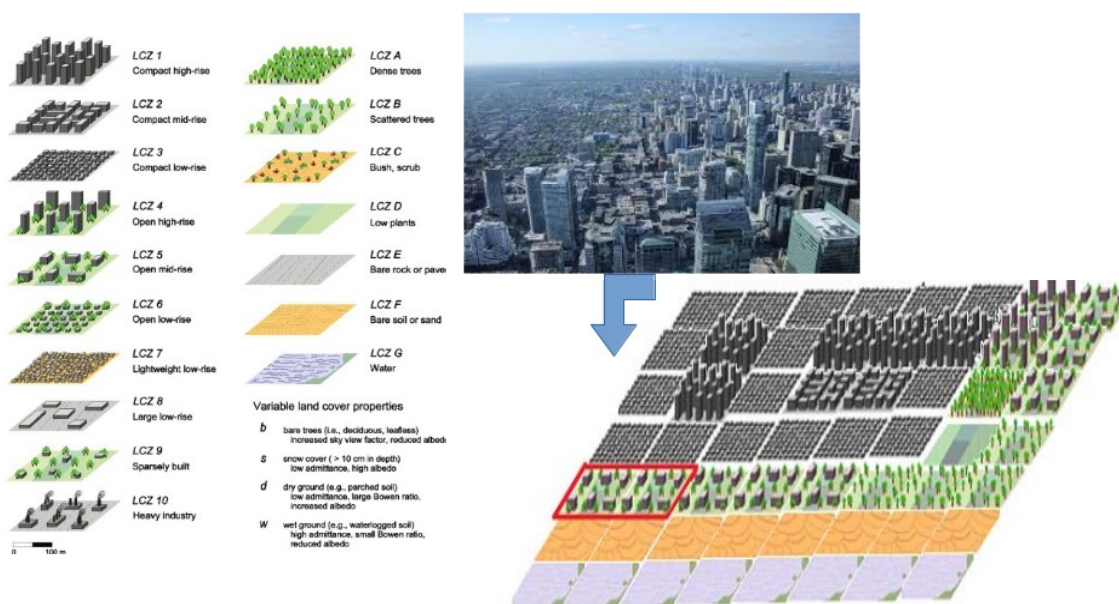 LCZ 1
Compact high-rise
LCZ 2
Compact mid-rise
LCZ 3
Compact low-rise
LCZ 4
Open high-rise
LCZ 5
Open mid-rise
LCZ 6
Open low-rise
LCZ 7
Lightweight low-rise
LCZ 8
Large low-rise
LCZ 9
Sparsely built
LCZ 10
Heavy industry
0 100 m
LCZ A
Dense trees
LCZ B
Scattered trees
LCZ C
Bush, scrub
LCZ D
Low plants
LCZ E
Bare rock or pave
LCZ F
Bare soil or sand
LCZ G
Water
Variable land cover properties
b bare trees (i.e., deciduous, leafless)
increased sky view factor, reduced albedo
s snow cover ( > 10 cm in depth)
low admittance, high albedo
d dry ground (e.g., parched soil)
low admittance, large Bowen ratio,
increased albedo
W wet ground (e.g., waterlogged soil)
high admittance, small Bowen ratio,
reduced albedo